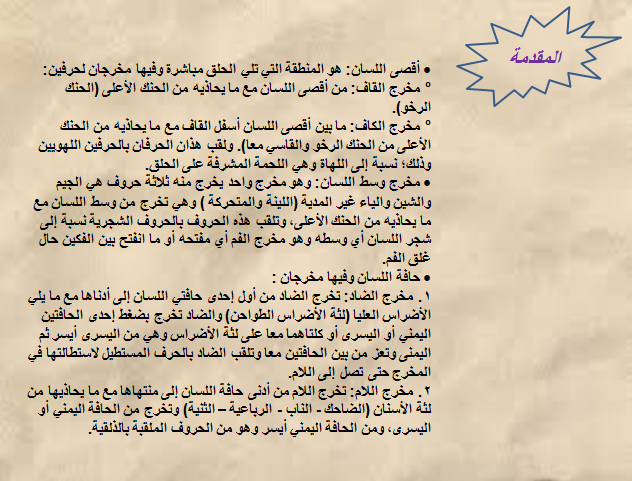 المقدمة
• أقصى اللسان: هو المنطقة التي تلي الحلق مباشرة وفيها مخرجان لحرفين:
° مخرج القاف: من أقصى اللسان مع ما يحاذيه من الحنك الأعلى (الحنك
الرخو).
° مخرج الكاف: ما بين أقصى اللسان أسفل القاف مع ما يحاذيه من الحنك
الأعلى من الحنك الرخو والقاسي معا). ولقب هذان الحرفان بالحرفين اللهويين
وذلك؛ نسبة إلى اللهاة وهي اللحمة المشرفة على الحلق.
• مخرج وسط اللسان: وهو مخرج واحد يخرج منه ثلاثة حروف هي الجيم
والشين والياء غير المدية (اللينة والمتحركة ) وهي تخرج من وسط اللسان مع
ما يحاذيه من الحنك الأعلى، وتلقب هذه الحروف بالحروف الشجرية نسبة إلى
شجر اللسان أي وسطه وهو مخرج الفم أي مفتحه أو ما انفتح بين الفكين حال
غلق الفم.
• حافة اللسان وفيها مخرجان :
١. مخرج الضاد: تخرج الضاد من أول إحدى حافتي اللسان إلى أدناها مع ما يلي
الأضراس العليا (لثة الأضراس الطواحن) والضاد تخرج بضغط إحدى الحافتين
اليمني أو اليسرى أو كلتاهما معا على لثة الأضراس وهي من اليسرى أيسر ثم
اليمنى وتعز من بين الحافتين معا وتلقب الضاد بالحرف المستطيل لاستطالتها في
المخرج حتى تصل إلى اللام.
٢. مخرج اللام: تخرج اللام من أدنى حافة اللسان إلى منتهاها مع ما يحاذيها من
لثة الأسنان (الضاحك - الناب - الرباعية – الثنية) وتخرج من الحافة اليمني أو
اليسرى، ومن الحافة اليمني أيسر وهو من الحروف الملقبة بالذلقية.